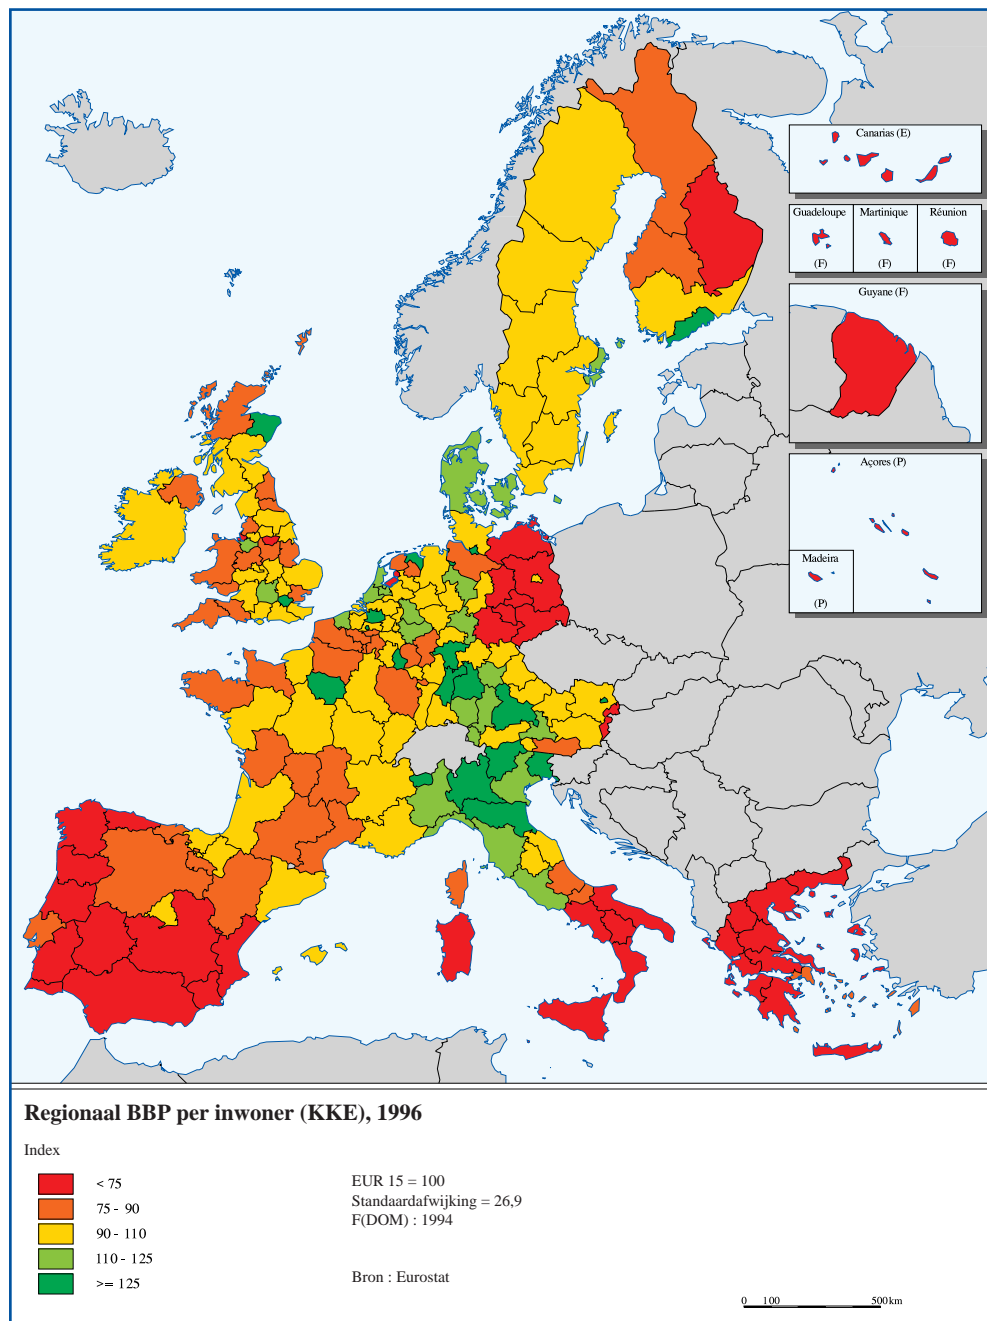 Canarias (E)
Guadeloupe
Martinique
Réunion
(F)
(F)
(F)
Guyane (F)
Açores (P)
Madeira
(P)
Regionaal BBP per inwoner (KKE), 1996
Index
< 75
75 - 90
90 - 110
110 - 125
>= 125
EUR 15 = 100
Standaardafwijking = 26,9
F(DOM) : 1994
Bron : Eurostat
0 100 500 km